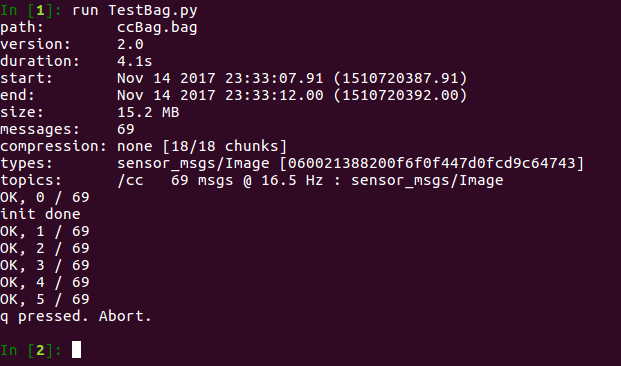 In [1]: run TestBag.py
path:        ccBag.bag
version:     2.0
duration:    4.1s
start:       Nov 14 2017 23:33:07.91 (1510720387.91)
end:         Nov 14 2017 23:33:12.00 (1510720392.00)
size:        15.2 MB
messages:    69
compression: none [18/18 chunks]
types:       sensor_msgs/Image [060021388200f6f0f447d0fcd9c64743]
topics:      /cc   69 msgs @ 16.5 Hz : sensor_msgs/Image
OK, 0 / 69
init done
OK, 1 / 69
OK, 2 / 69
OK, 3 / 69
OK, 4 / 69
OK, 5 / 69
q pressed. Abort.
In [2]: